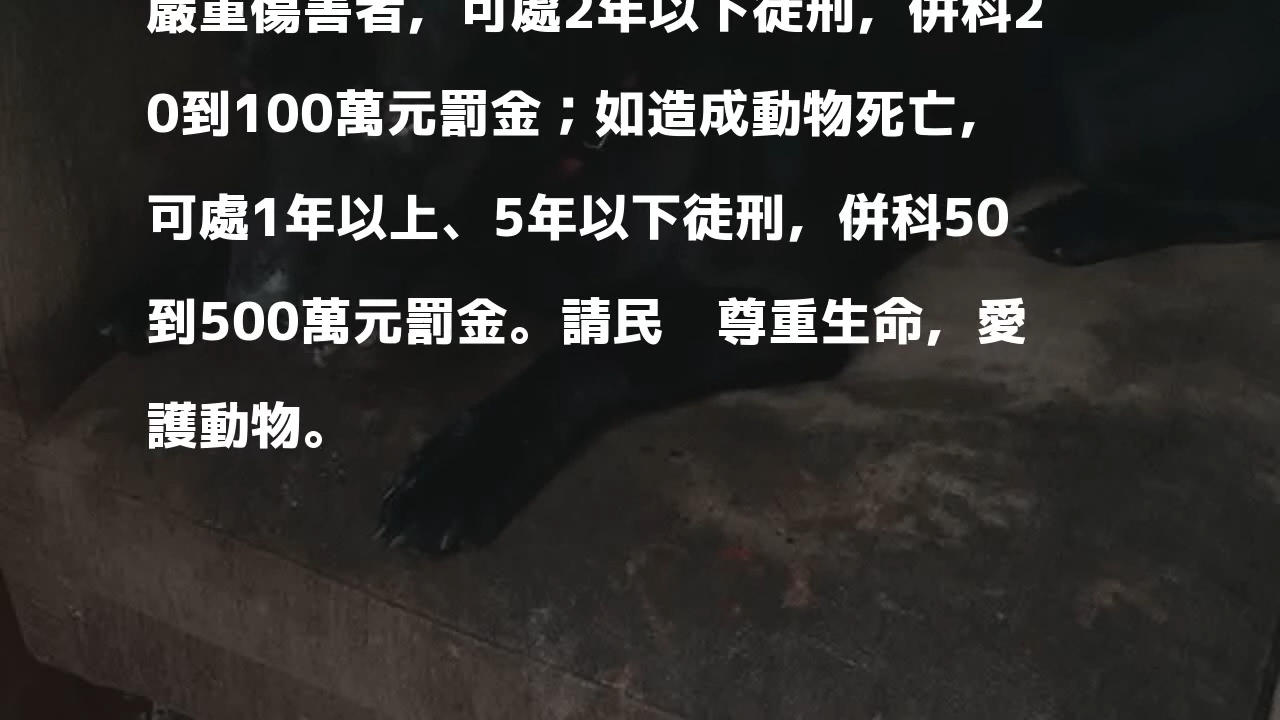 嚴重傷害者，可處2年以下徒刑，併科2
0到100萬元罰金；如造成動物死亡，
可處1年以上、5年以下徒刑，併科50
到500萬元罰金。請民　尊重生命，愛
護動物。